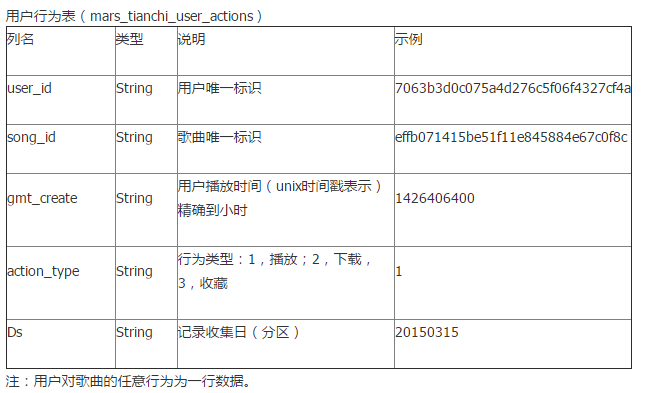 用户行为表（mars_tianchi_user_actions）
列名 类型 说明 示例
user_id String 用户唯一标识 7063b3d0c075a4d276c5f06f4327cf4a
song_id String 歌曲唯一标识 effb071415be51f11e845884e67c0f8c
gmt_create String 用户播放时间（unix时间戳表示）精确到小时 1426406400
action_type String 行为类型：1，播放；2，下载，3，收藏 1
Ds String 记录收集日（分区） 20150315
注：用户对歌曲的任意行为为一行数据。